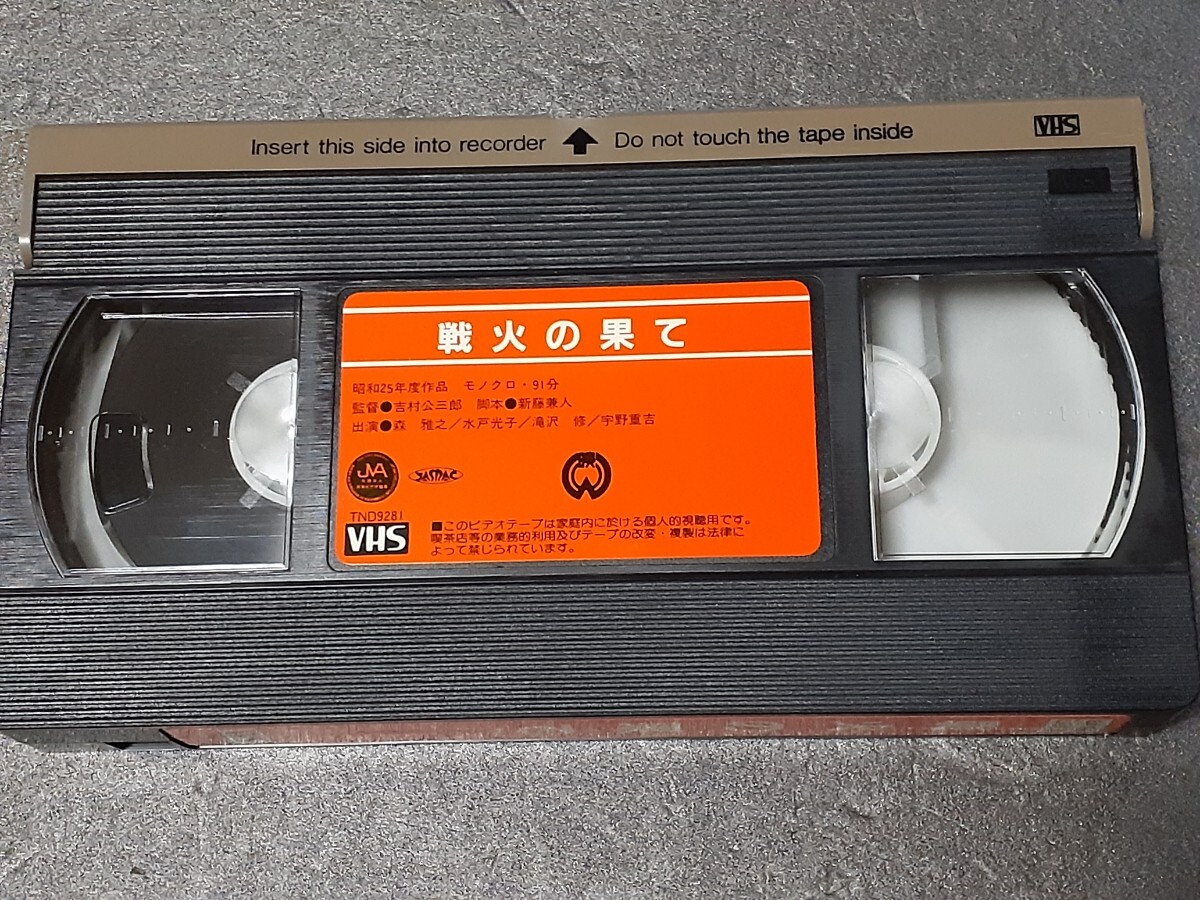 Insert this side into recorder Do not touch the tape inside VHS
戦火の果て
昭和25年度作品 モノクロ・91分
監督●吉村公三郎 脚本●新藤兼人
出演●森 雅之/水戸光子/滝沢 修/宇野重吉
JVA JASRAC
TND9281
VHS
■このビデオテープは家庭内に於ける個人的視聴用です。
喫茶店等の業務的利用及びテープの改変・複製は法律に
よって禁じられています。